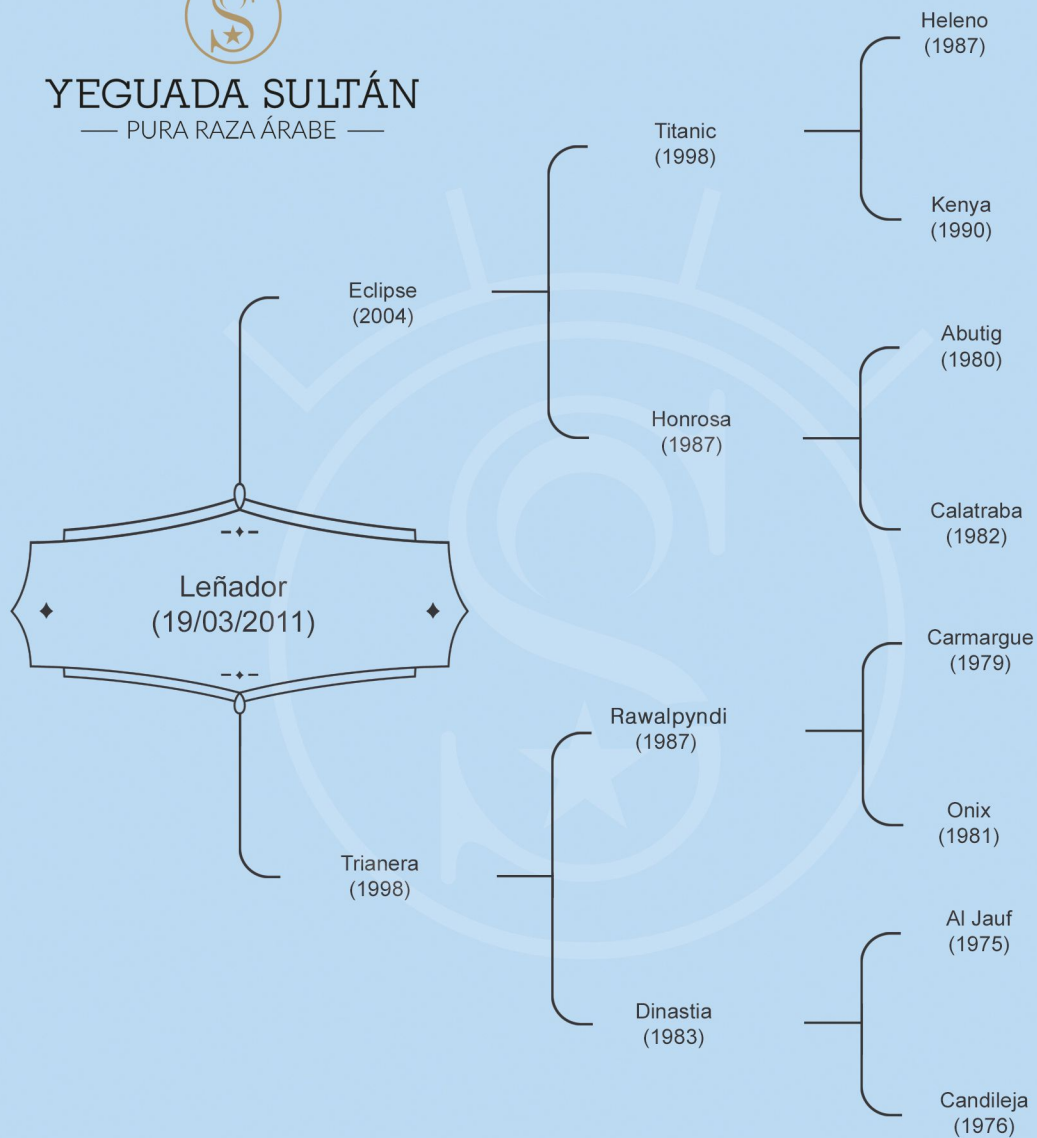 S
YEGUADA SULTÁN
PURA RAZA ÁRABE
Heleno
(1987)
Titanic
(1998)
Kenya
(1990)
Eclipse
(2004)
Abutig
(1980)
Honrosa
(1987)
Calatraba
(1982)
Leñador
(19/03/2011)
Carmargue
(1979)
Rawalpyndi
(1987)
Onix
(1981)
Trianera
(1998)
Al Jauf
(1975)
Dinastia
(1983)
Candileja
(1976)